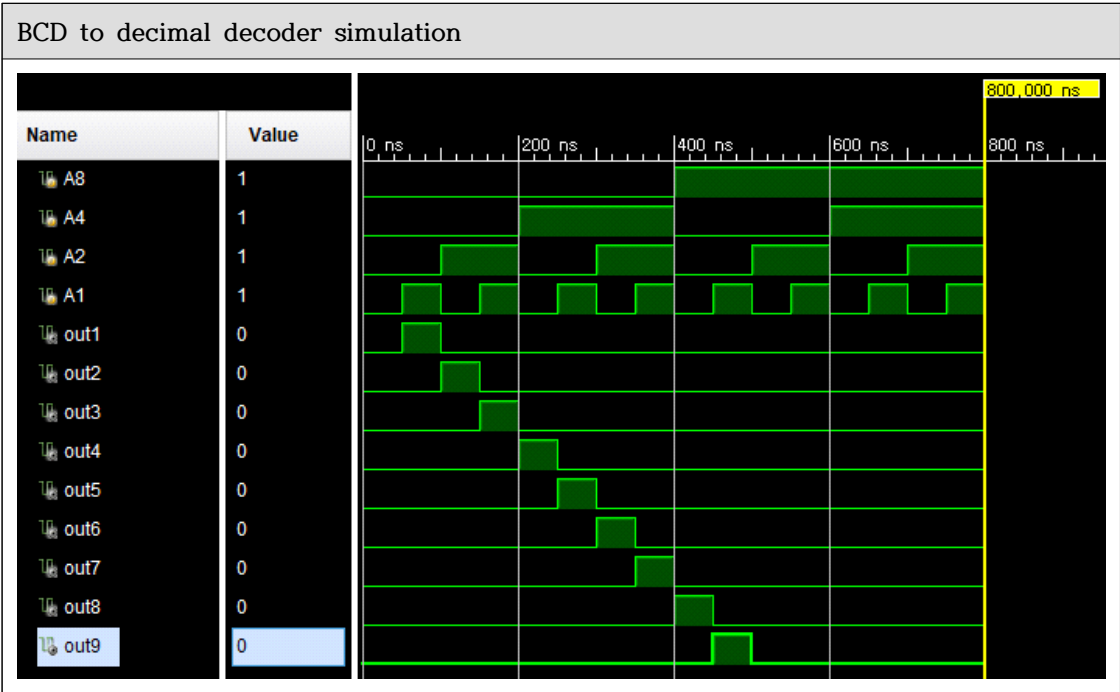 BCD to decimal decoder simulation
800,000 ns
Name Value
0 ns 200 ns 400 ns 600 ns 800 ns
A8 1
A4 1
A2 1
A1 1
out1 0
out2 0
out3 0
out4 0
out5 0
out6 0
out7 0
out8 0
out9 0